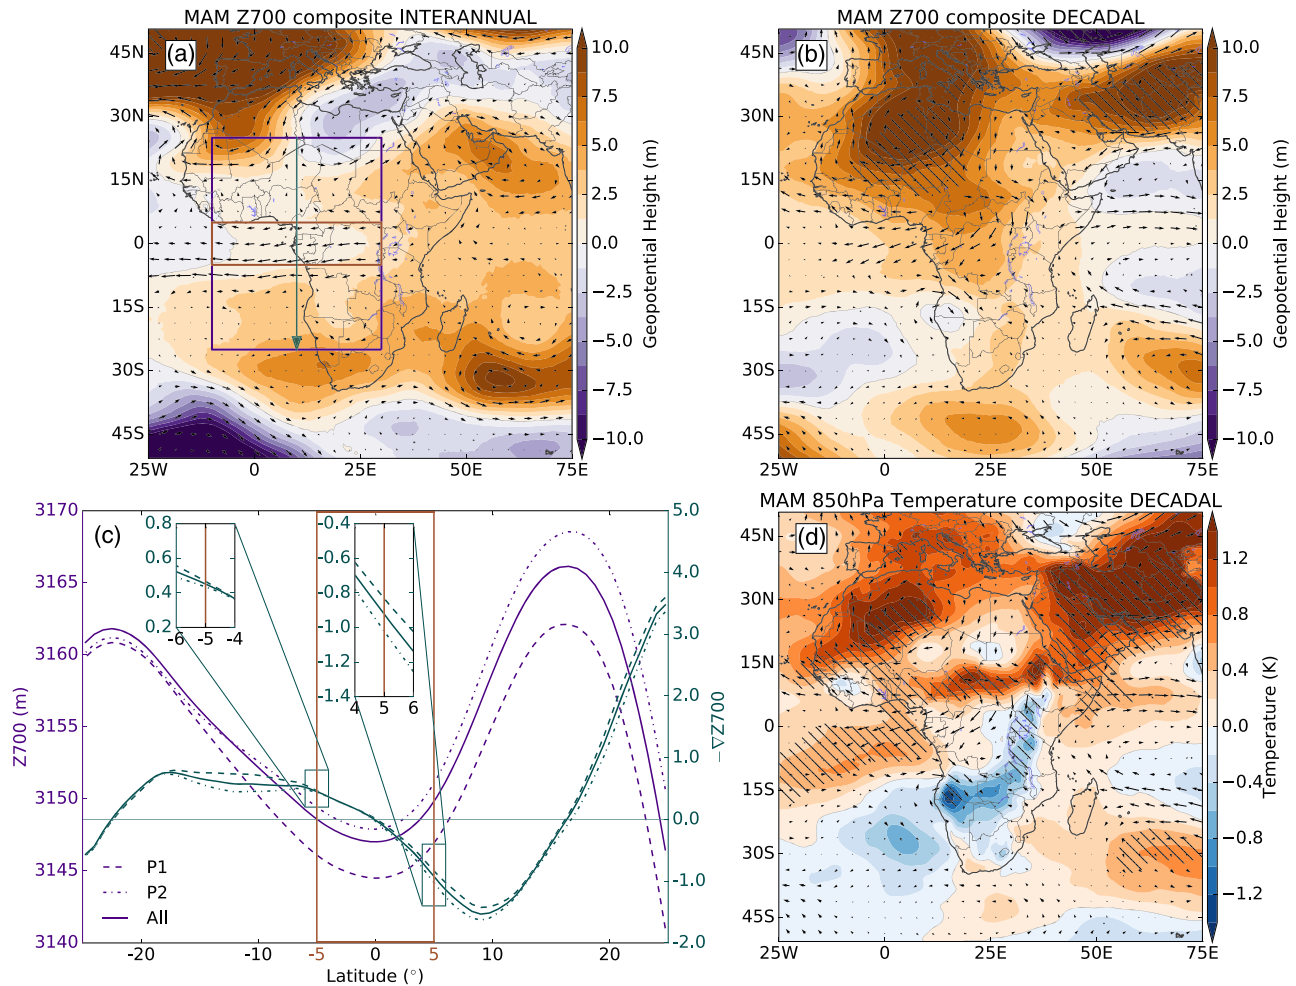 MAM Z700 composite INTERANNUAL
(a)
45N
30N
15N
0
15S
30S
45S
25W 0 25E 50E 75E
10.0
7.5
5.0
2.5
0.0
−2.5
−5.0
−7.5
−10.0
Geopotential Height (m)
MAM Z700 composite DECADAL
(b)
45N
30N
15N
0
15S
30S
45S
25W 0 25E 50E 75E
10.0
7.5
5.0
2.5
0.0
−2.5
−5.0
−7.5
−10.0
Geopotential Height (m)
(c)
3170
3165
3160
3155
3150
3145
3140
Z700 (m)
0.8
0.6
0.4
0.2
-6 -5 -4
-0.4
-0.6
-0.8
-1.0
-1.2
-1.4
4 5 6
P1
P2
All
-20 -10 -5 0 5 10 20
Latitude (°)
5.0
4.0
3.0
2.0
1.0
0.0
-1.0
-2.0
−∇Z700
MAM 850hPa Temperature composite DECADAL
(d)
45N
30N
15N
0
15S
30S
45S
25W 0 25E 50E 75E
1.2
0.8
0.4
0.0
−0.4
−0.8
−1.2
Temperature (K)